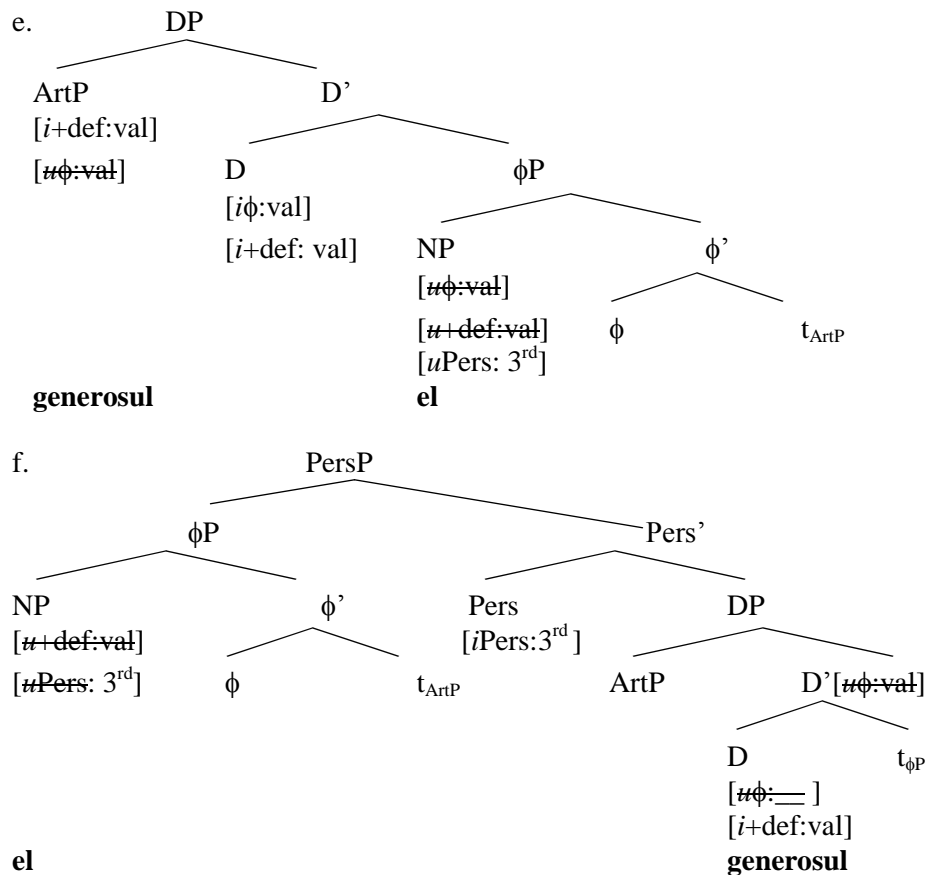 e. DP
ArtP D’
[i+def:val]
[uϕ:val] D ϕP
[iϕ:val]
[i+def: val] NP ϕ’
[uϕ:val]
[u+def:val] ϕ tArtP
[uPers: 3rd]
generosul el
f. PersP
ϕP Pers’
NP ϕ’ Pers DP
[u+def:val] [iPers:3rd ]
[uPers: 3rd] ϕ tArtP ArtP D’[uϕ:val]
D tϕP
[uϕ:__ ]
[i+def:val]
el generosul